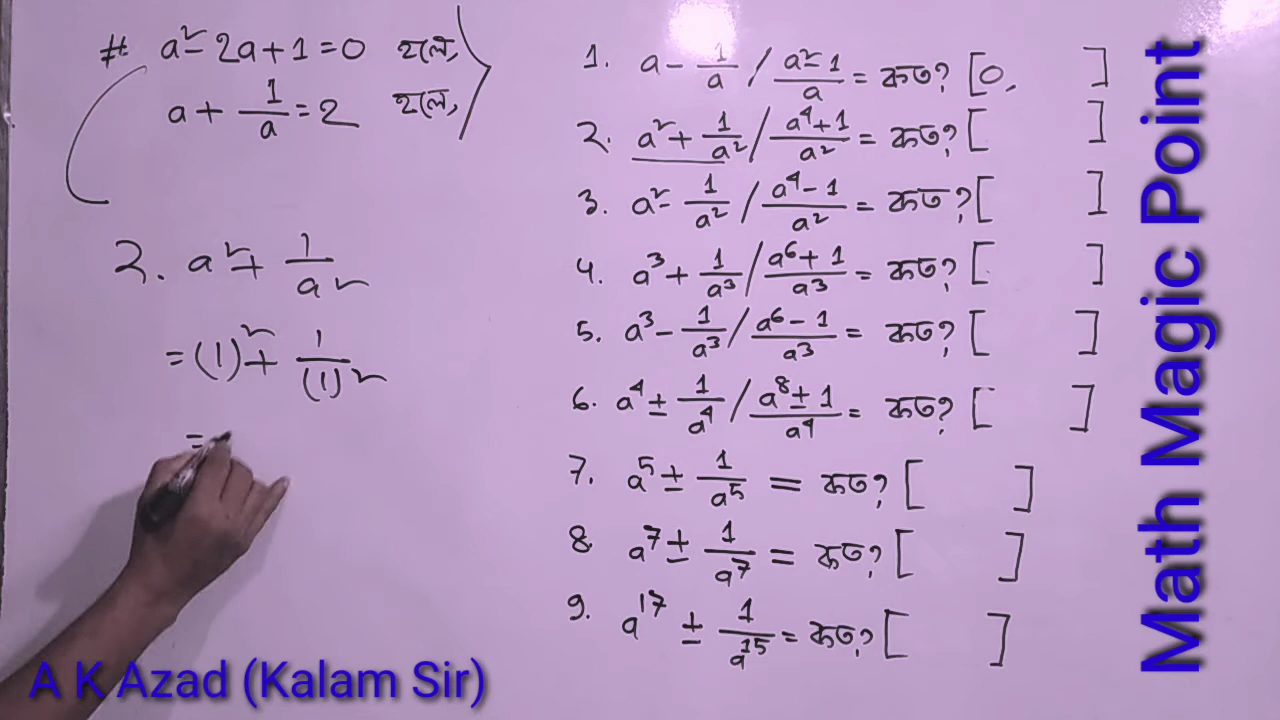 # a² - 2a + 1 = 0 হলে,
a + 1/a = 2 হলে,
2. a² + 1/a²
= (1)² + 1/(1)²
=
1. a - 1/a / (a² - 1)/a = কত? [0, ]
২. a² + 1/a² / (a⁴ + 1)/a² = কত? [ ]
3. a² - 1/a² / (a⁴ - 1)/a² = কত? [ ]
4. a³ + 1/a³ / (a⁶ + 1)/a³ = কত? [ ]
5. a³ - 1/a³ / (a⁶ - 1)/a³ = কত? [ ]
6. a⁴ ± 1/a⁴ / (a⁸ ± 1)/a⁴ = কত? [ ]
7. a⁵ ± 1/a⁵ = কত? [ ]
8. a⁷ ± 1/a⁷ = কত? [ ]
9. a¹⁷ ± 1/a¹⁵ = কত? [ ]
Math Magic Point
A K Azad (Kalam Sir)